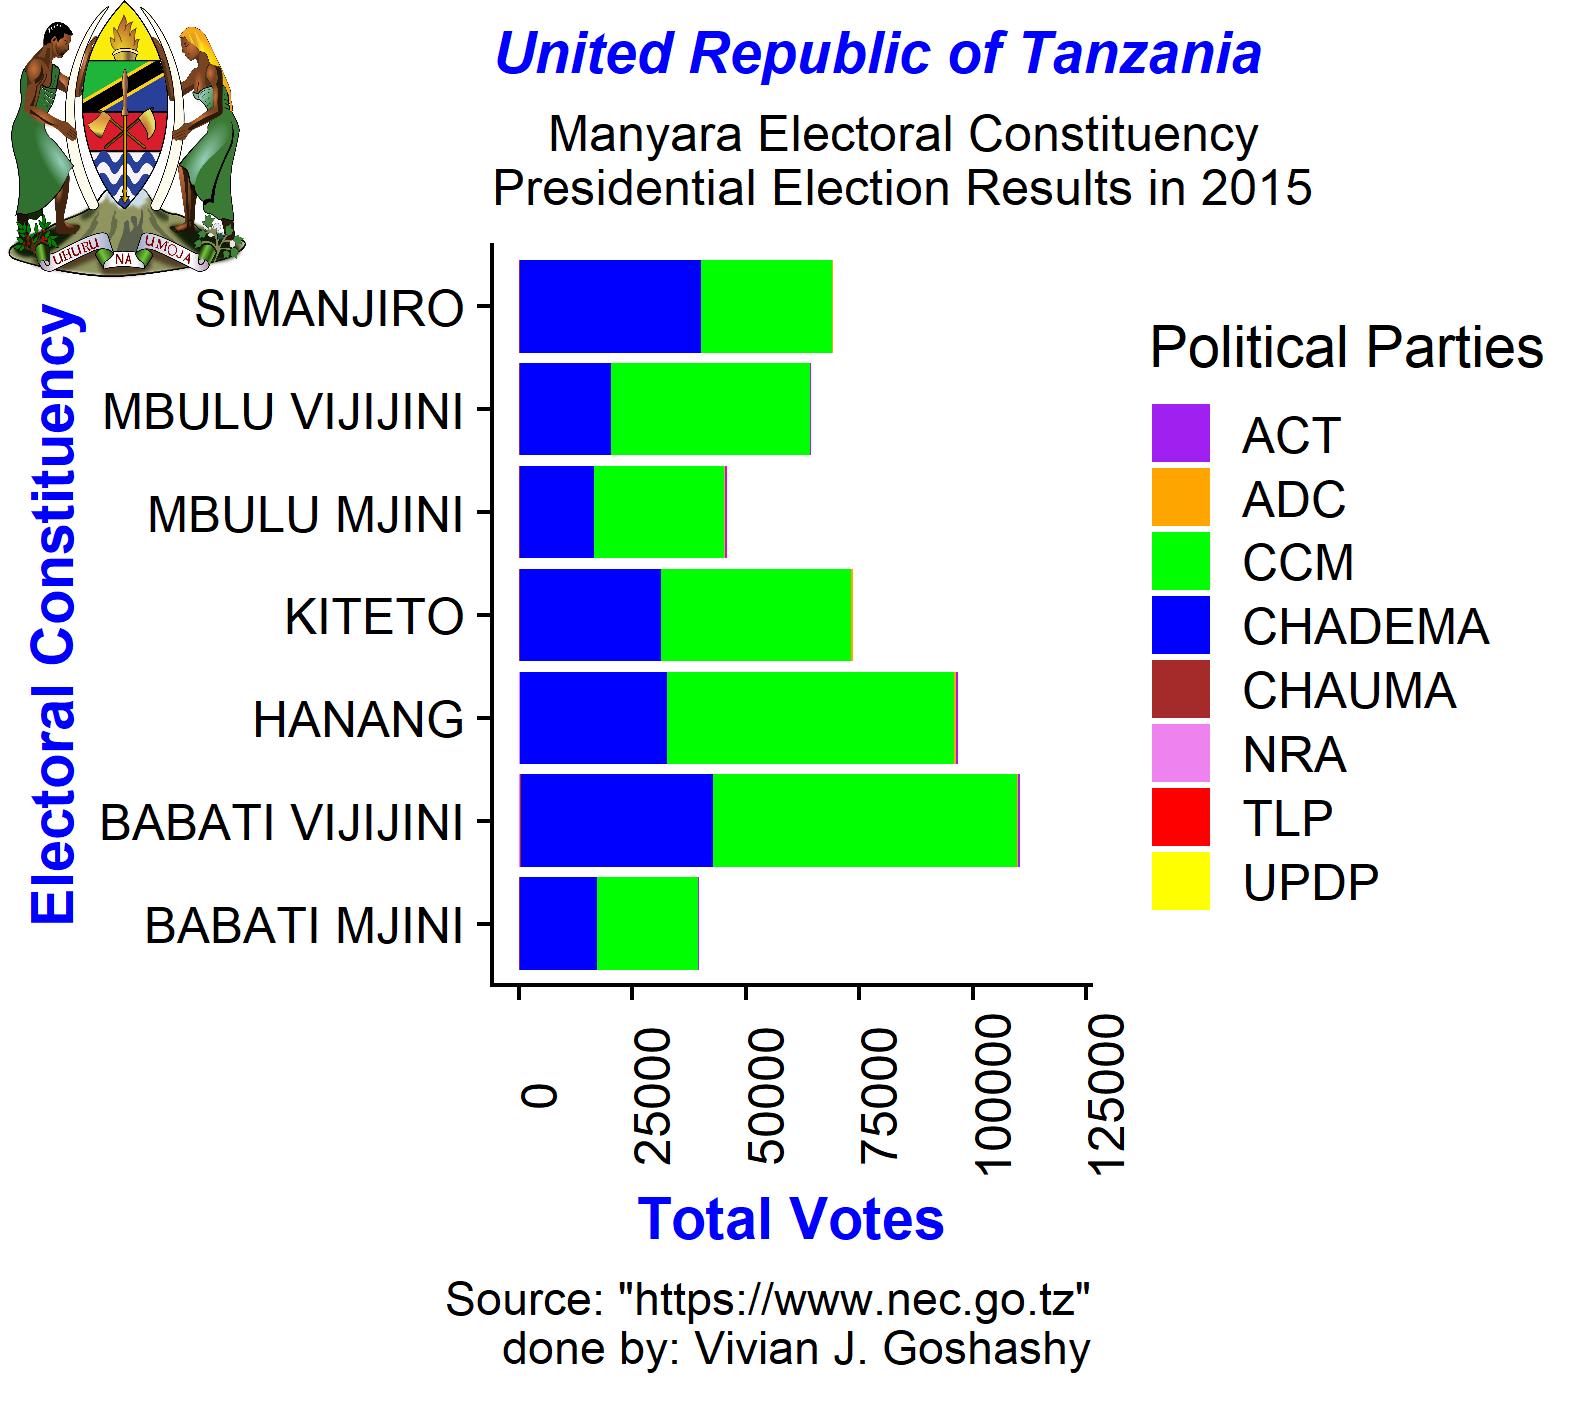 United Republic of Tanzania
Manyara Electoral Constituency
Presidential Election Results in 2015
UHURU NA UMOJA
Electoral Constituency
SIMANJIRO
MBULU VIJIJINI
MBULU MJINI
KITETO
HANANG
BABATI VIJIJINI
BABATI MJINI
0
25000
50000
75000
100000
125000
Total Votes
Political Parties
ACT
ADC
CCM
CHADEMA
CHAUMA
NRA
TLP
UPDP
Source: "https://www.nec.go.tz"
done by: Vivian J. Goshashy